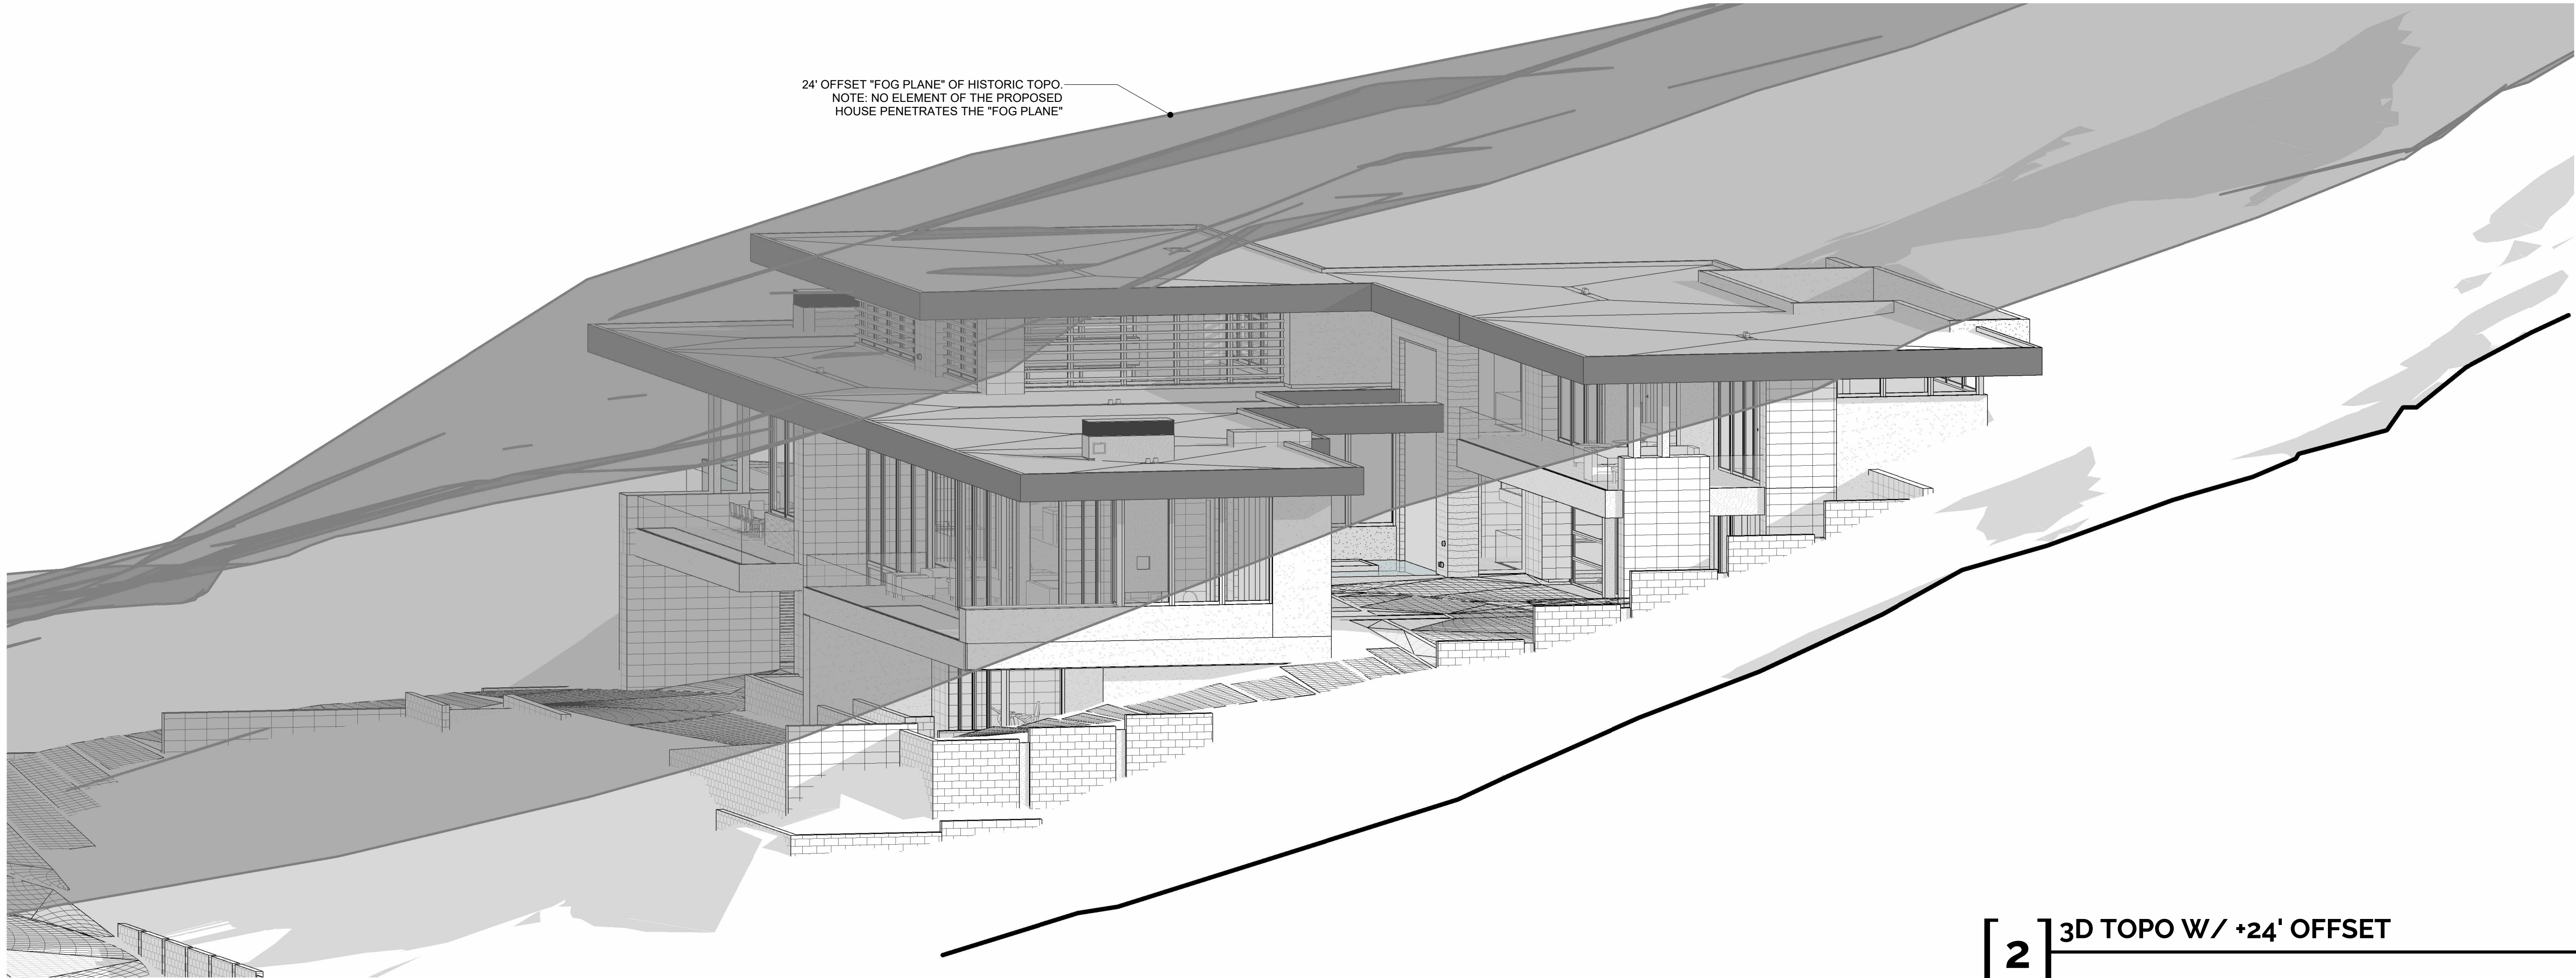 24' OFFSET "FOG PLANE" OF HISTORIC TOPO.
NOTE: NO ELEMENT OF THE PROPOSED
HOUSE PENETRATES THE "FOG PLANE"
3D TOPO W/ +24' OFFSET
2